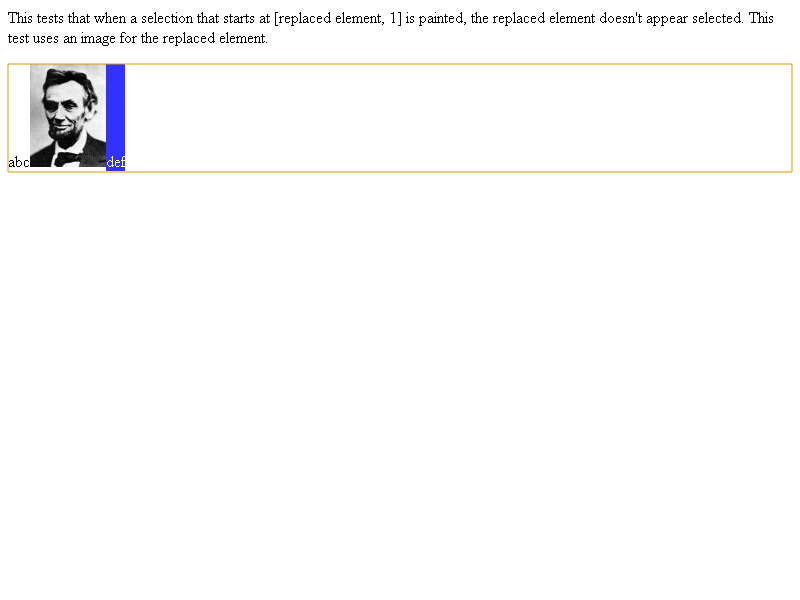 This tests that when a selection that starts at [replaced element, 1] is painted, the replaced element doesn't appear selected. This
test uses an image for the replaced element.
abc def